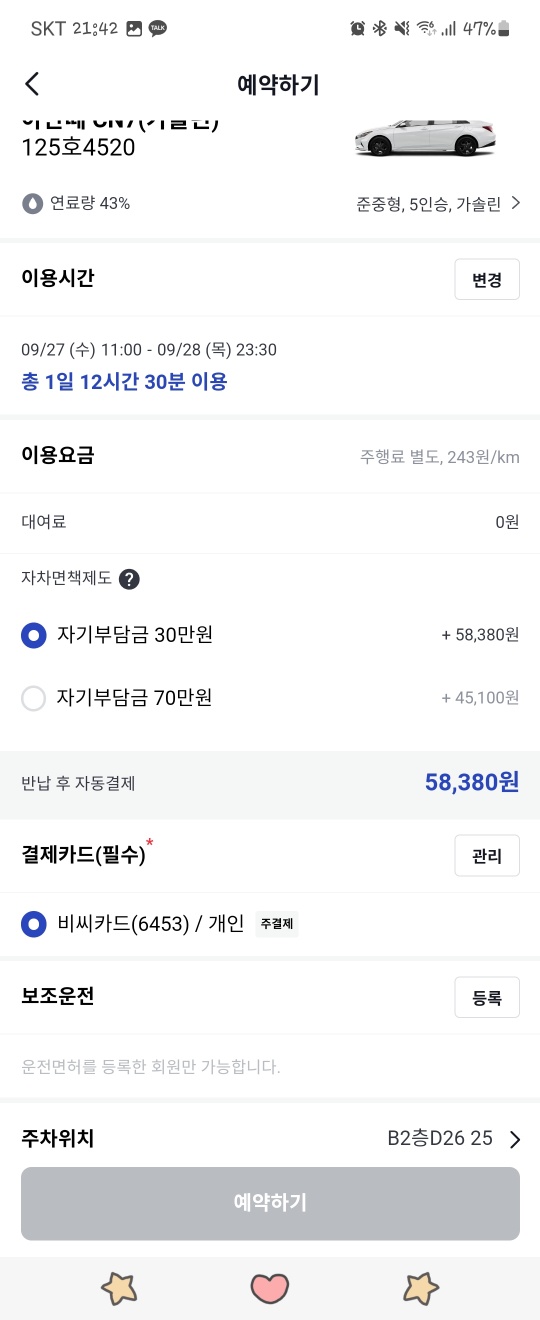 SKT 21:42 TALK 47%
예약하기
아반떼 CN7(가솔린)
125호4520
연료량 43% 준중형, 5인승, 가솔린
이용시간 변경
09/27 (수) 11:00 - 09/28 (목) 23:30
총 1일 12시간 30분 이용
이용요금 주행료 별도, 243원/km
대여료 0원
자차면책제도 ?
자기부담금 30만원 + 58,380원
자기부담금 70만원 + 45,100원
반납 후 자동결제 58,380원
결제카드(필수)* 관리
비씨카드(6453) / 개인 주결제
보조운전 등록
운전면허를 등록한 회원만 가능합니다.
주차위치 B2층D26 25
예약하기